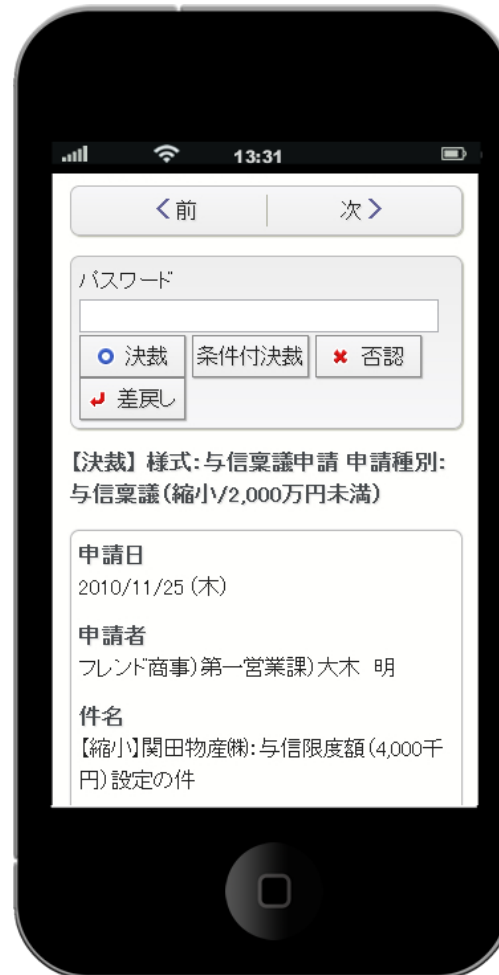 13:31
前 次
パスワード
決裁 条件付決裁 否認
差戻し
【決裁】様式:与信稟議申請 申請種別:
与信稟議(縮小/2,000万円未満)
申請日
2010/11/25 (木)
申請者
フレンド商事)第一営業課)大木 明
件名
【縮小】関田物産㈱:与信限度額(4,000千
円)設定の件